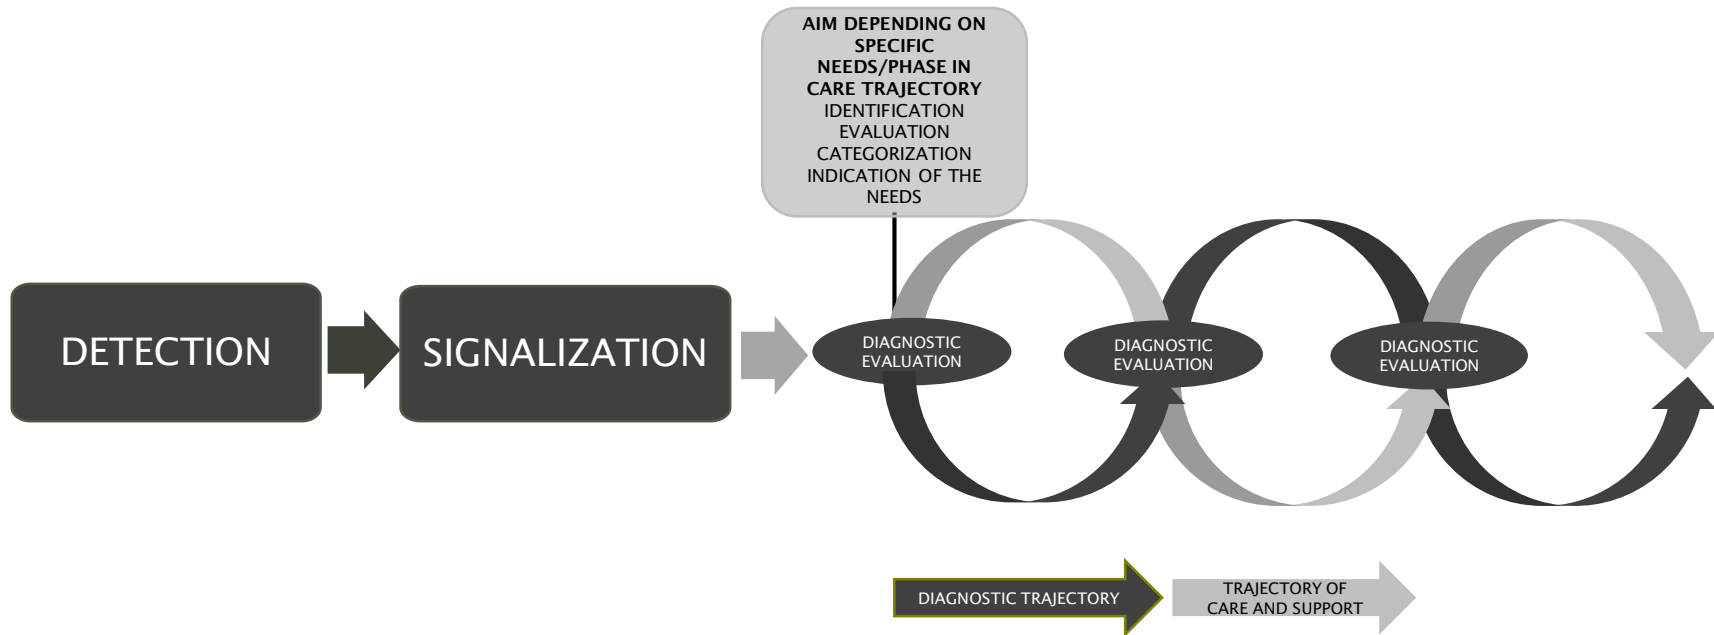 AIM DEPENDING ON
SPECIFIC
NEEDS/PHASE IN
CARE TRAJECTORY
IDENTIFICATION
EVALUATION
CATEGORIZATION
INDICATION OF THE
NEEDS
DETECTION
SIGNALIZATION
DIAGNOSTIC
EVALUATION
DIAGNOSTIC
EVALUATION
DIAGNOSTIC
EVALUATION
DIAGNOSTIC TRAJECTORY
TRAJECTORY OF
CARE AND SUPPORT